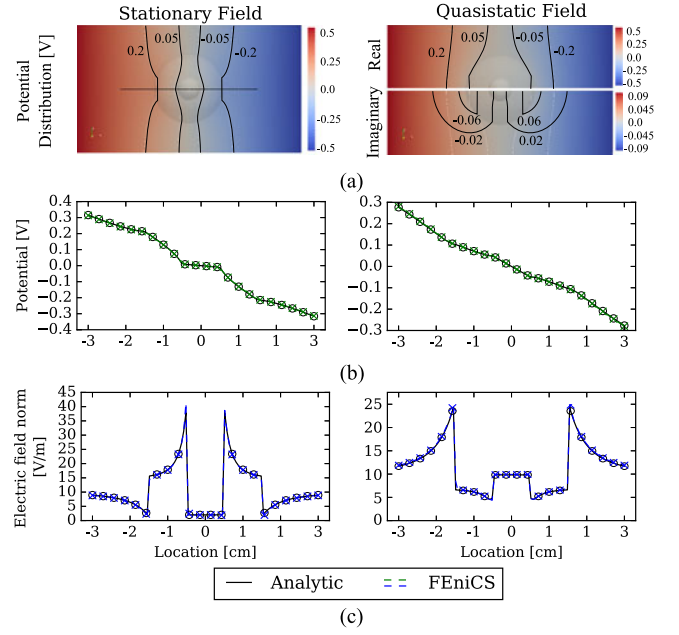 Stationary Field
Quasistatic Field
(a)
Potential
Distribution [V]
0.2
0.05
-0.05
-0.2
0.5
0.2
0.0
-0.2
-0.5
Real
0.2
0.05
-0.05
-0.2
0.50
0.25
0.00
-0.25
-0.50
Imaginary
-0.06
0.06
-0.02
0.02
0.09
0.045
0.0
-0.045
-0.09
(a)
Potential [V]
0.4
0.3
0.2
0.1
0.0
−0.1
−0.2
−0.3
−0.4
-3 -2 -1 0 1 2 3
0.3
0.2
0.1
0.0
−0.1
−0.2
−0.3
-3 -2 -1 0 1 2 3
(b)
Electric field norm
[V/m]
45
40
35
30
25
20
15
10
5
0
-3 -2 -1 0 1 2 3
Location [cm]
25
20
15
10
5
0
-3 -2 -1 0 1 2 3
Location [cm]
Analytic
FEniCS
(c)